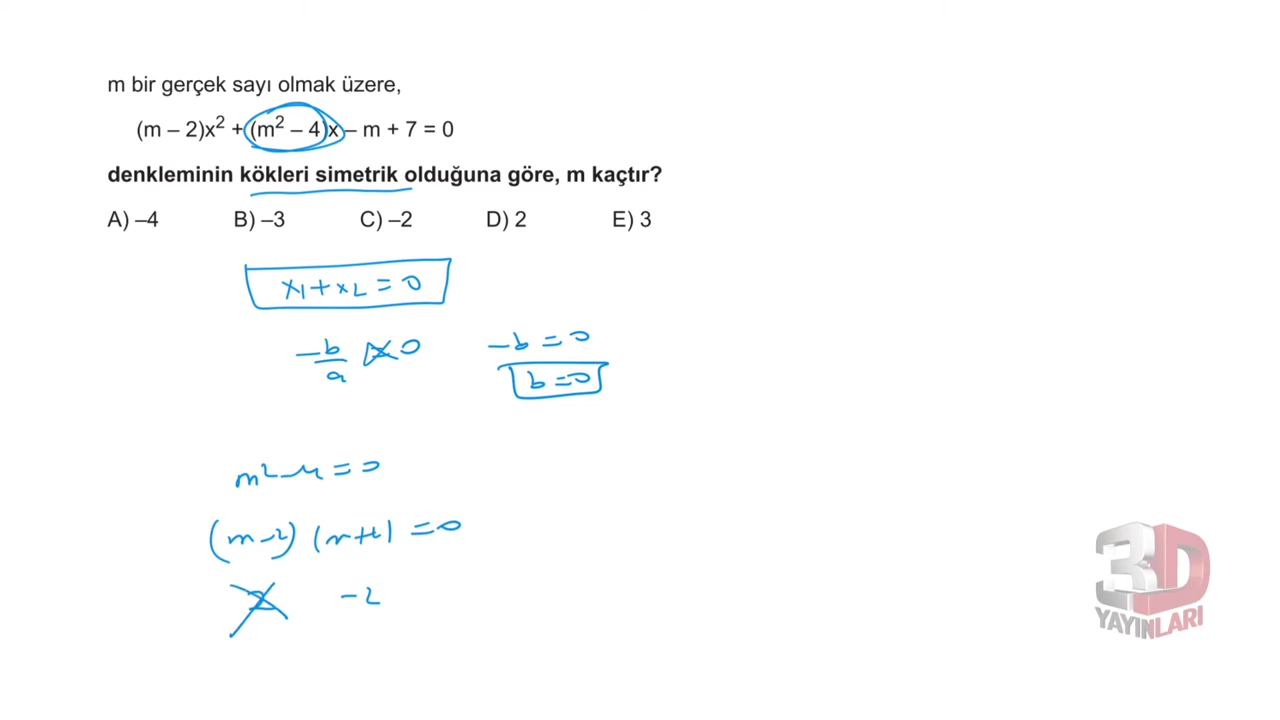 m bir gerçek sayı olmak üzere,
(m – 2)x² + (m² – 4)x – m + 7 = 0
denkleminin kökleri simetrik olduğuna göre, m kaçtır?
A) –4 B) –3 C) –2 D) 2 E) 3
x₁ + x₂ = 0
-b/a = 0 -b = 0
b = 0
m² - 4 = 0
(m-2) (m+2) = 0
2 -2
3D
YAYINLARI